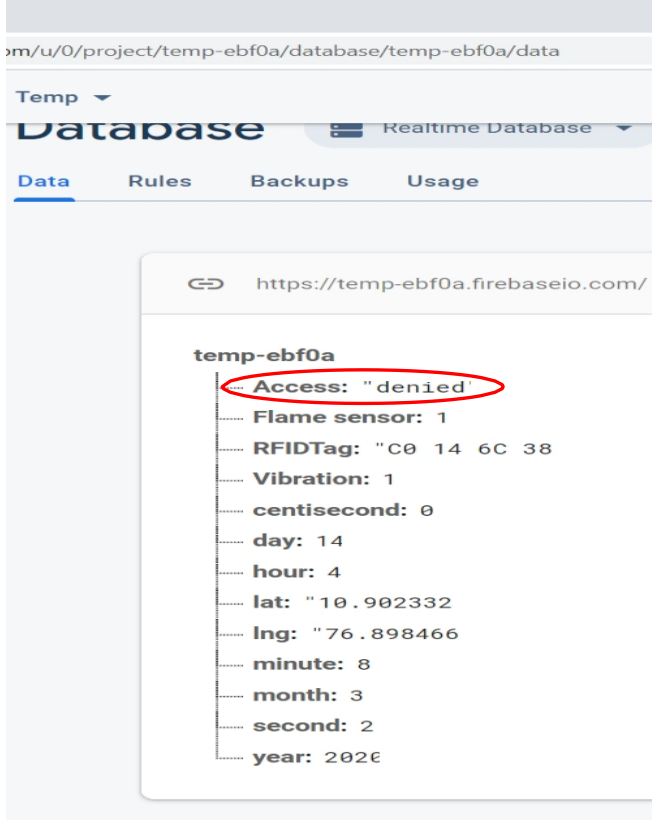 om/u/0/project/temp-ebf0a/database/temp-ebf0a/data
Temp
Database Realtime Database
Data Rules Backups Usage
https://temp-ebf0a.firebaseio.com/
temp-ebf0a
Access: "denied"
Flame sensor: 1
RFIDTag: "C0 14 6C 38
Vibration: 1
centisecond: 0
day: 14
hour: 4
lat: "10.902332
lng: "76.898466
minute: 8
month: 3
second: 2
year: 2020